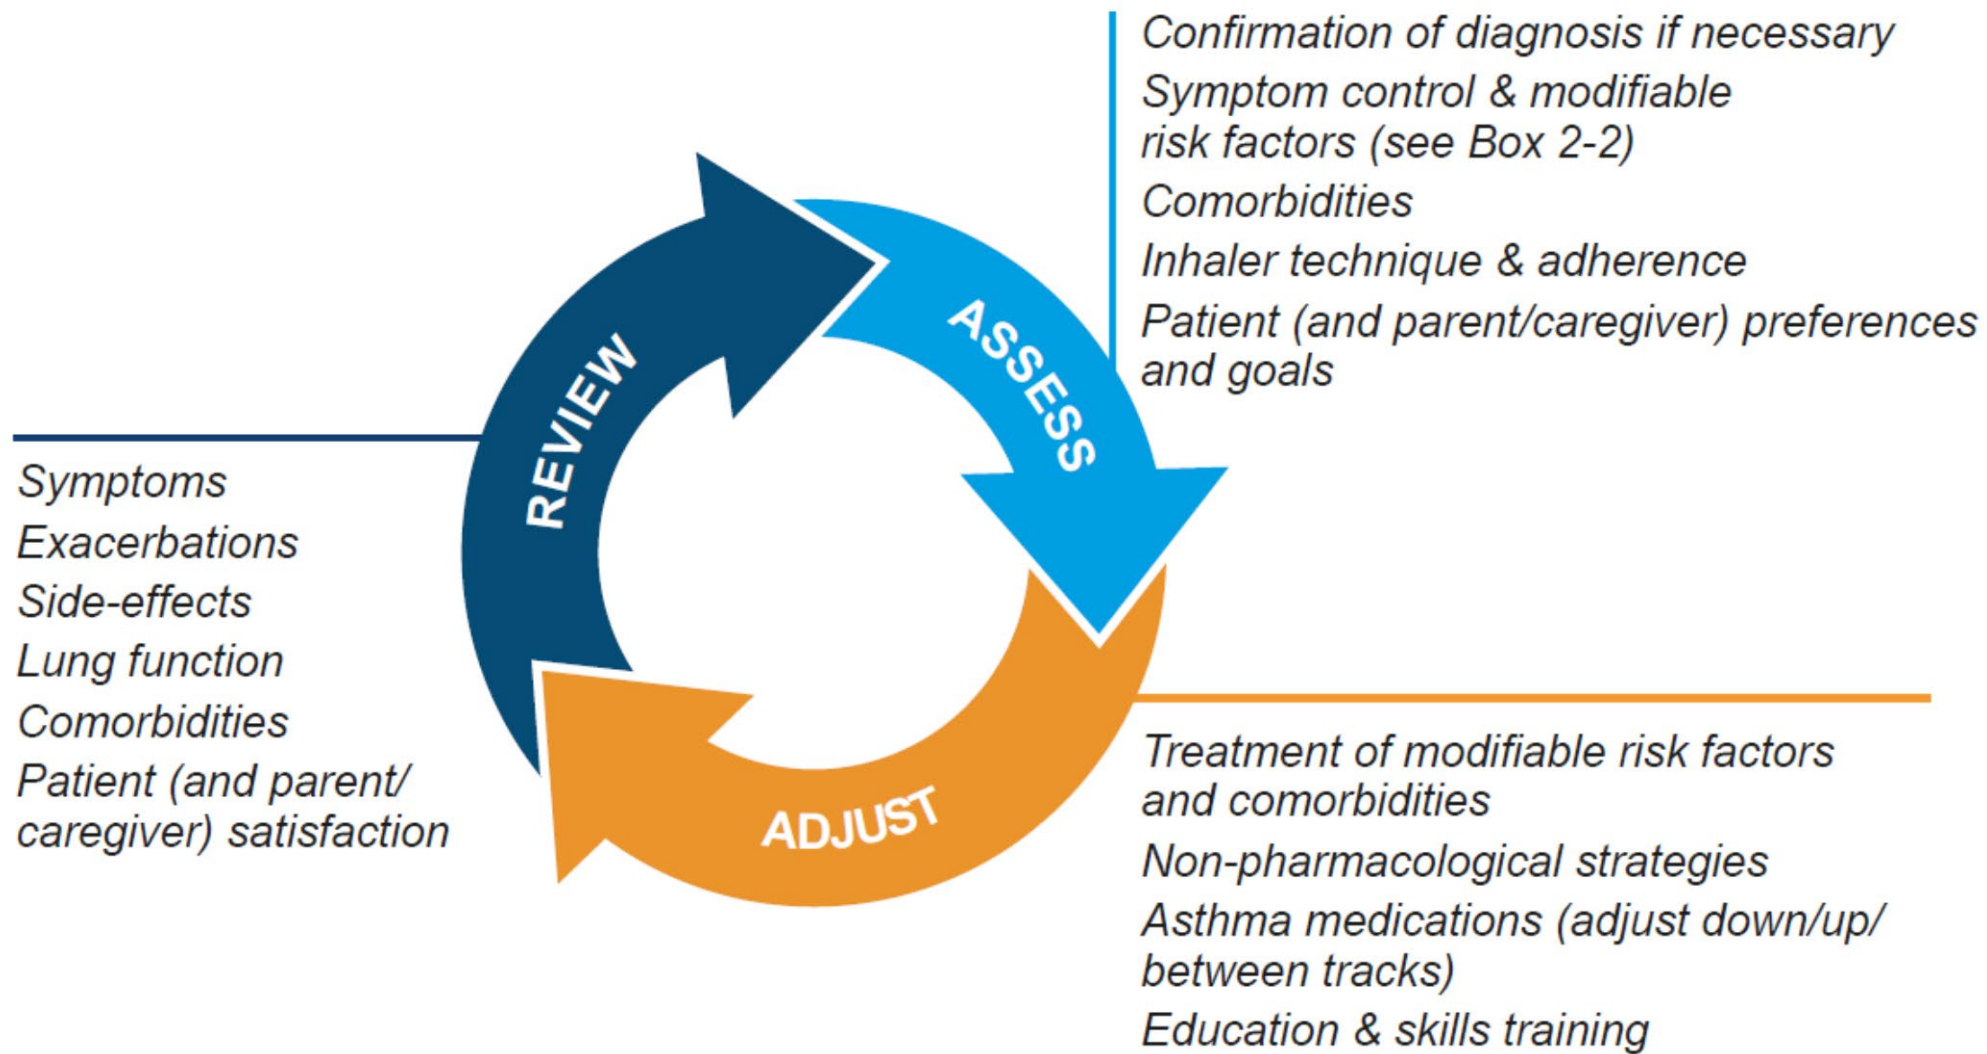 Confirmation of diagnosis if necessary
Symptom control & modifiable
risk factors (see Box 2-2)
Comorbidities
Inhaler technique & adherence
Patient (and parent/caregiver) preferences
and goals
ASSESS
REVIEW
Symptoms
Exacerbations
Side-effects
Lung function
Comorbidities
Patient (and parent/
caregiver) satisfaction
ADJUST
Treatment of modifiable risk factors
and comorbidities
Non-pharmacological strategies
Asthma medications (adjust down/up/
between tracks)
Education & skills training